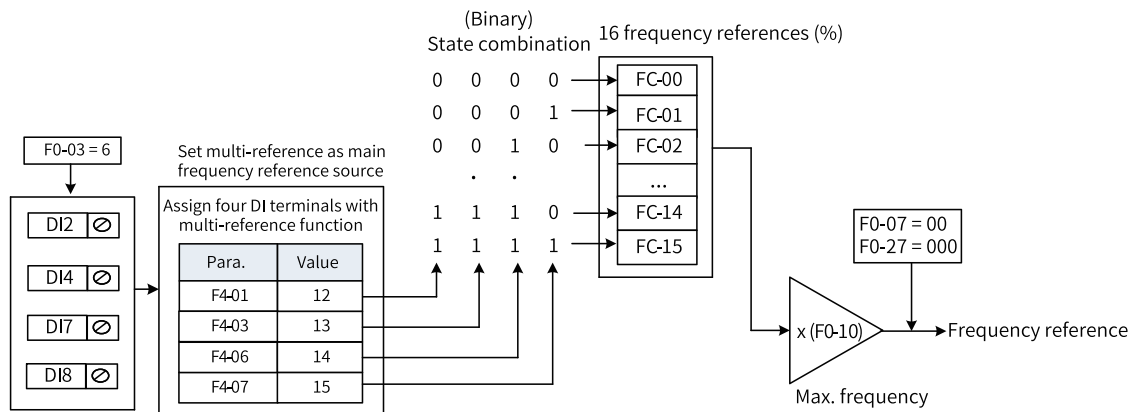 (Binary)
State combination
16 frequency references (%)
0 0 0 0
FC-00
0 0 0 1
FC-01
0 0 1 0
FC-02
. .
...
1 1 1 0
FC-14
1 1 1 1
FC-15
F0-03 = 6
Set multi-reference as main
frequency reference source
DI2
DI4
DI7
DI8
Assign four DI terminals with
multi-reference function
Para. Value
F4-01 12
F4-03 13
F4-06 14
F4-07 15
F0-07 = 00
F0-27 = 000
x (F0-10)
Frequency reference
Max. frequency